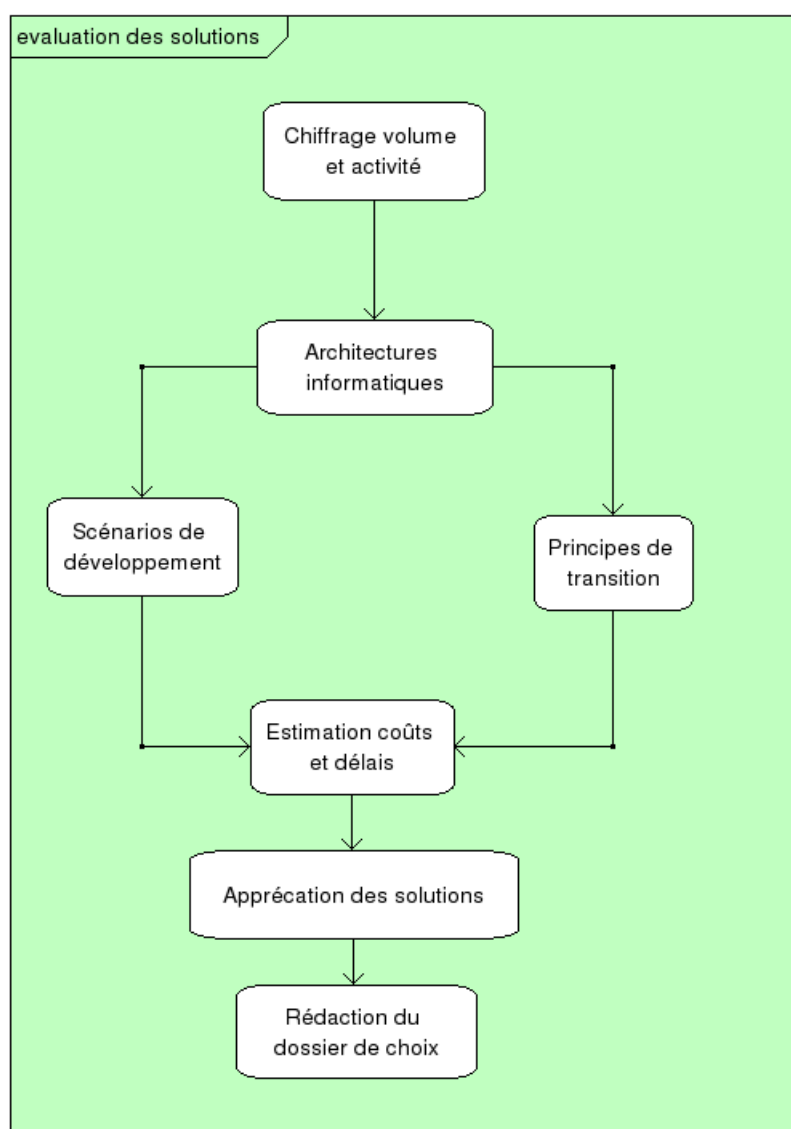 evaluation des solutions
Chiffrage volume
et activité
Architectures
informatiques
Scénarios de
développement
Principes de
transition
Estimation coûts
et délais
Apprécation des solutions
Rédaction du
dossier de choix